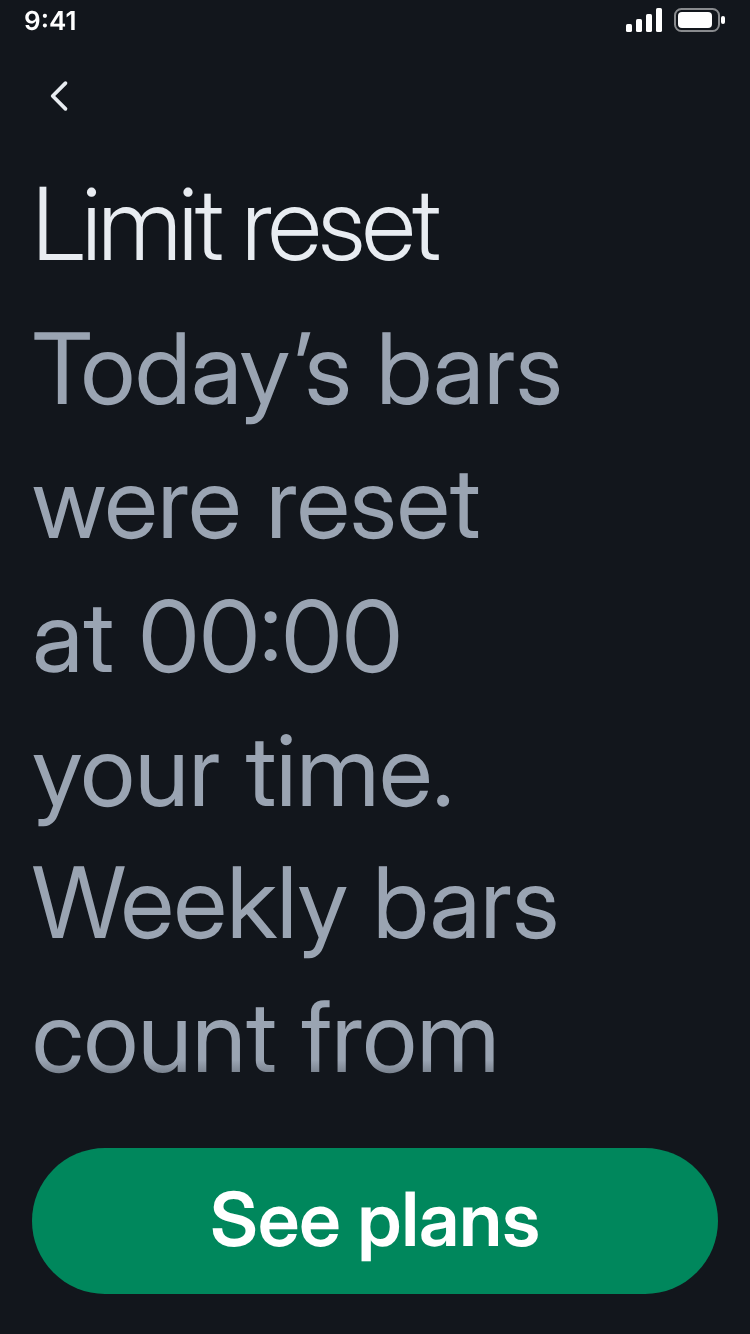 9:41
Limit reset
Today’s bars
were reset
at 00:00
your time.
Weekly bars
count from
See plans